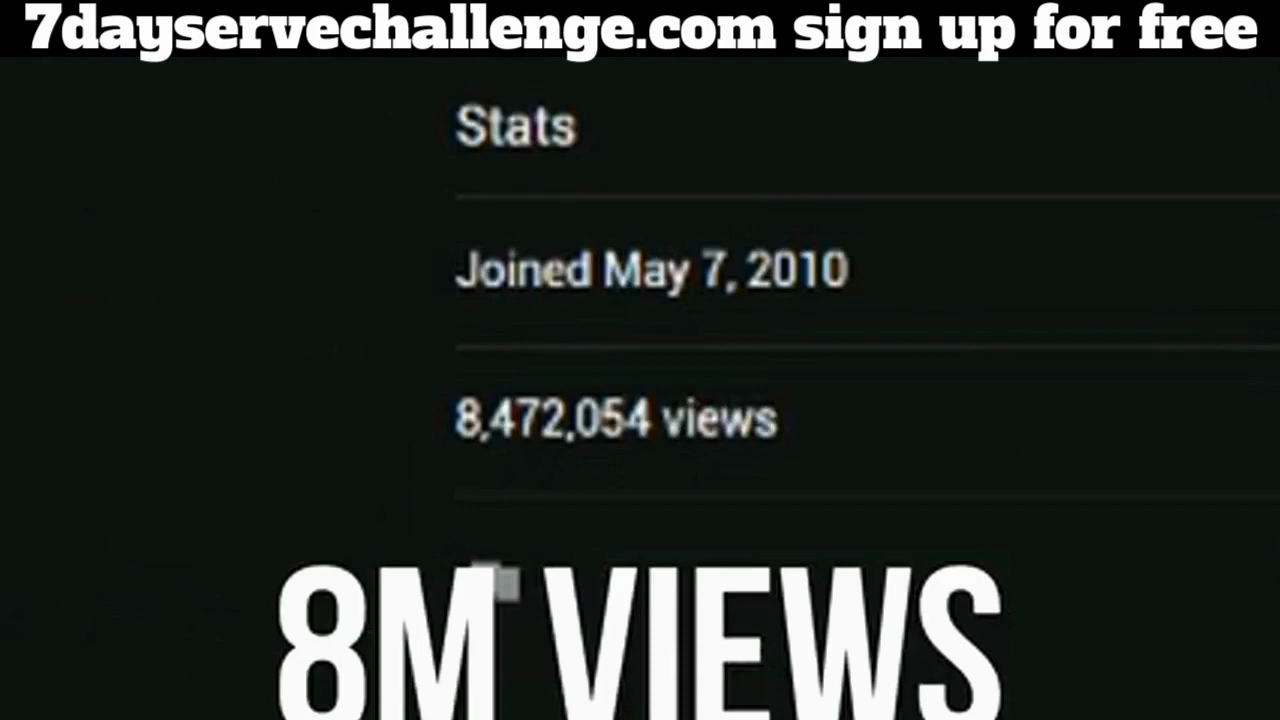 7dayservechallenge.com sign up for free
Stats
Joined May 7, 2010
8,472,054 views
8M VIEWS